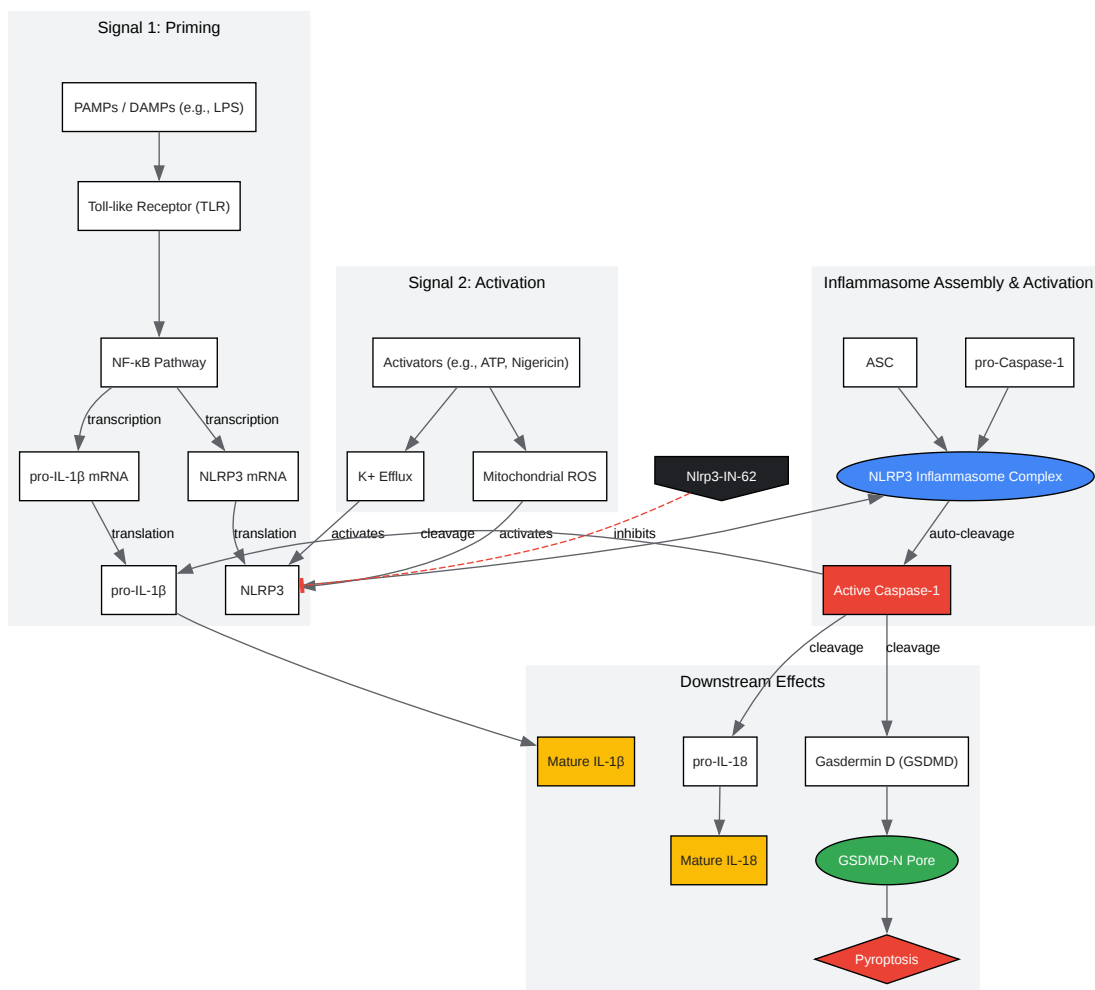 Signal 1: Priming
PAMPs / DAMPs (e.g., LPS)
Toll-like Receptor (TLR)
NF-κB Pathway
transcription
transcription
pro-IL-1β mRNA
NLRP3 mRNA
translation
translation
pro-IL-1β
NLRP3
Signal 2: Activation
Activators (e.g., ATP, Nigericin)
K+ Efflux
Mitochondrial ROS
activates
cleavage
activates
Nlrp3-IN-62
inhibits
Inflammasome Assembly & Activation
ASC
pro-Caspase-1
NLRP3 Inflammasome Complex
auto-cleavage
Active Caspase-1
cleavage
cleavage
Downstream Effects
Mature IL-1β
pro-IL-18
Gasdermin D (GSDMD)
Mature IL-18
GSDMD-N Pore
Pyroptosis